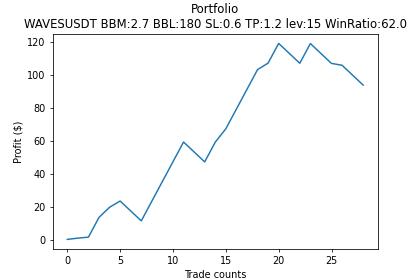 Portfolio
WAVESUSDT BBM:2.7 BBL:180 SL:0.6 TP:1.2 lev:15 WinRatio:62.0
120
100
80
60
40
20
0
Profit ($)
0 5 10 15 20 25
Trade counts